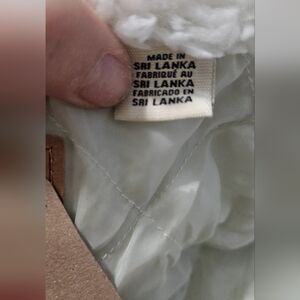 MADE IN
SRI LANKA
FABRIQUÉ AU
SRI LANKA
FABRICADO EN
SRI LANKA